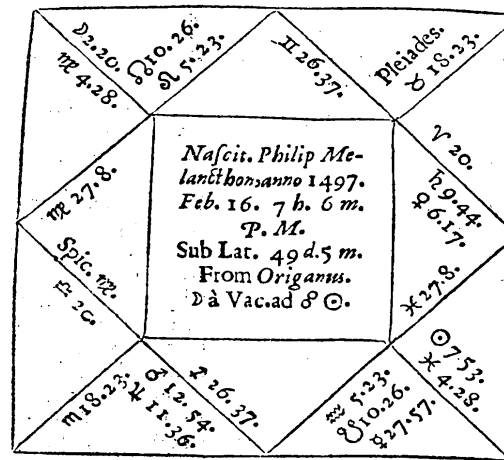 ☽ 2.20.
♍ 4.28.
☊ 10.26.
♌ 5.23.
♊ 26.37.
Pleiades.
♉ 18.23.
♈ 20.
♄ 9.44.
♀ 6.17.
♓ 27.8.
♍ 27.8.
Naſcit. Philip Me-
lancthon, anno 1497.
Feb. 16. 7 h. 6 m.
P. M.
Sub Lat. 49 d. 5 m.
From Origanus.
☽ à Vac. ad ☍ ☉.
Spic. ♍.
♎ 20.
♏ 18.23.
♂ 12.54.
♃ 11.36.
♐ 26.37.
♒ 5.23.
☋ 10.26.
☿ 27.57.
☉ 7 53.
♓ 4.28.